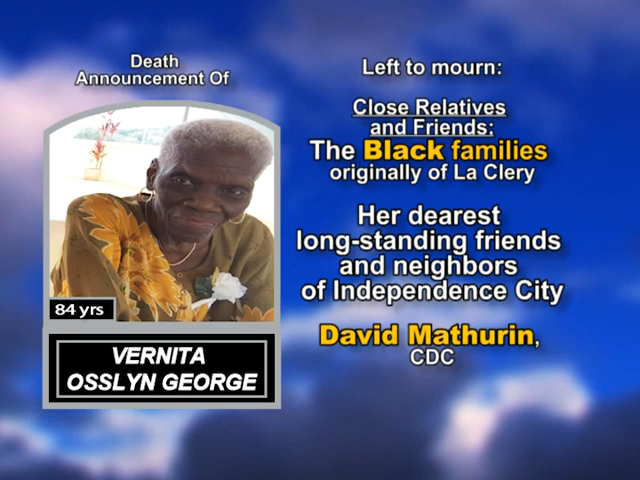 Death
Announcement Of
84 yrs
VERNITA
OSSLYN GEORGE
Left to mourn:
Close Relatives
and Friends:
The Black families
originally of La Clery
Her dearest
long-standing friends
and neighbors
of Independence City
David Mathurin,
CDC